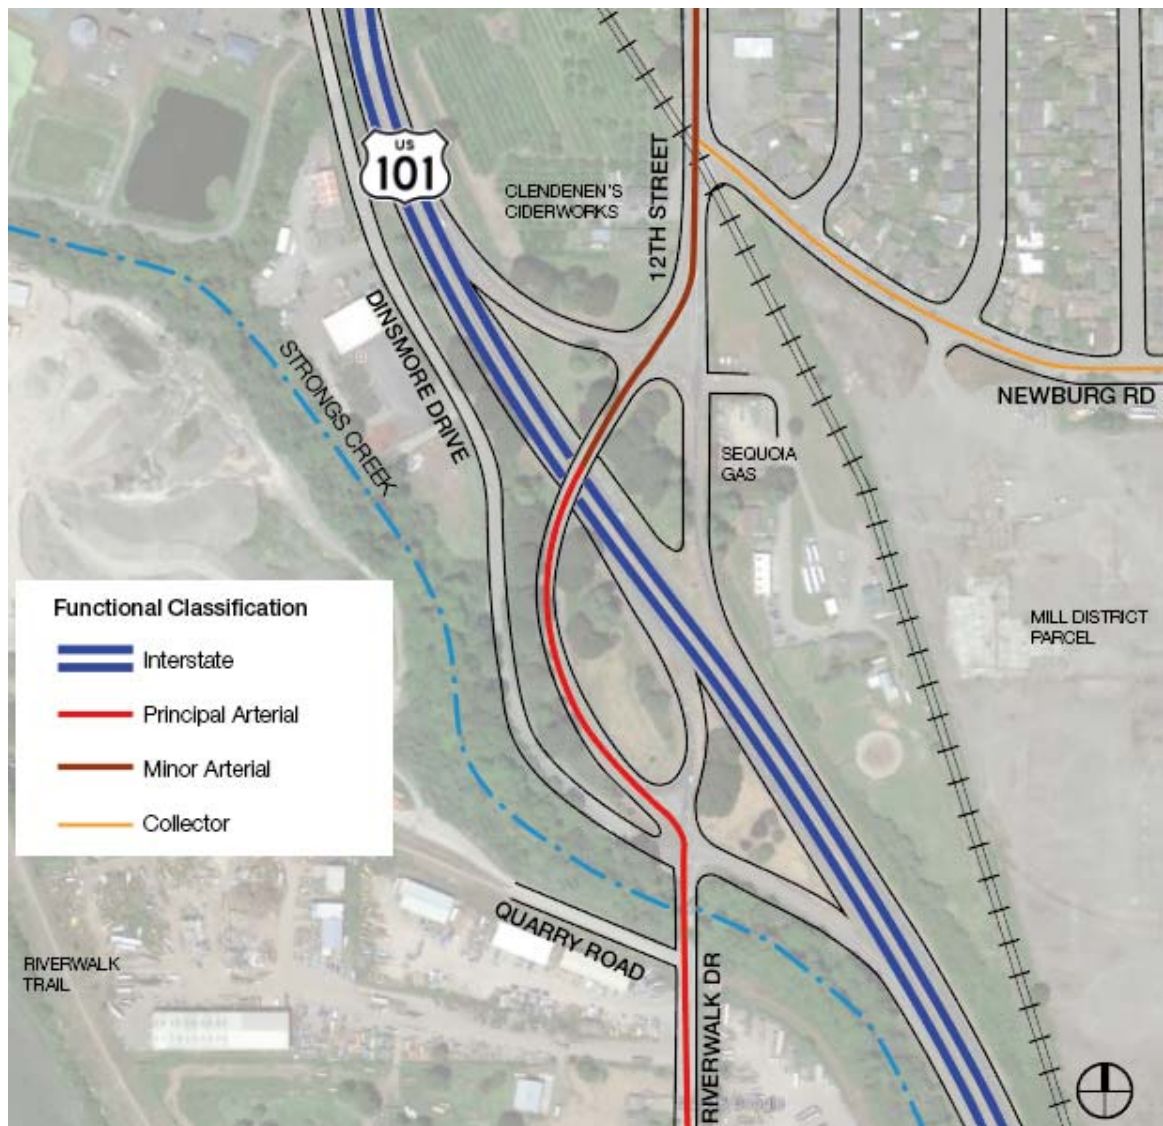 US
101
CLENDENEN'S
CIDERWORKS
12TH STREET
DINSMORE DRIVE
STRONGS CREEK
NEWBURG RD
SEQUOIA
GAS
Functional Classification
Interstate
Principal Arterial
Minor Arterial
Collector
MILL DISTRICT
PARCEL
QUARRY ROAD
RIVERWALK
TRAIL
RIVERWALK DR